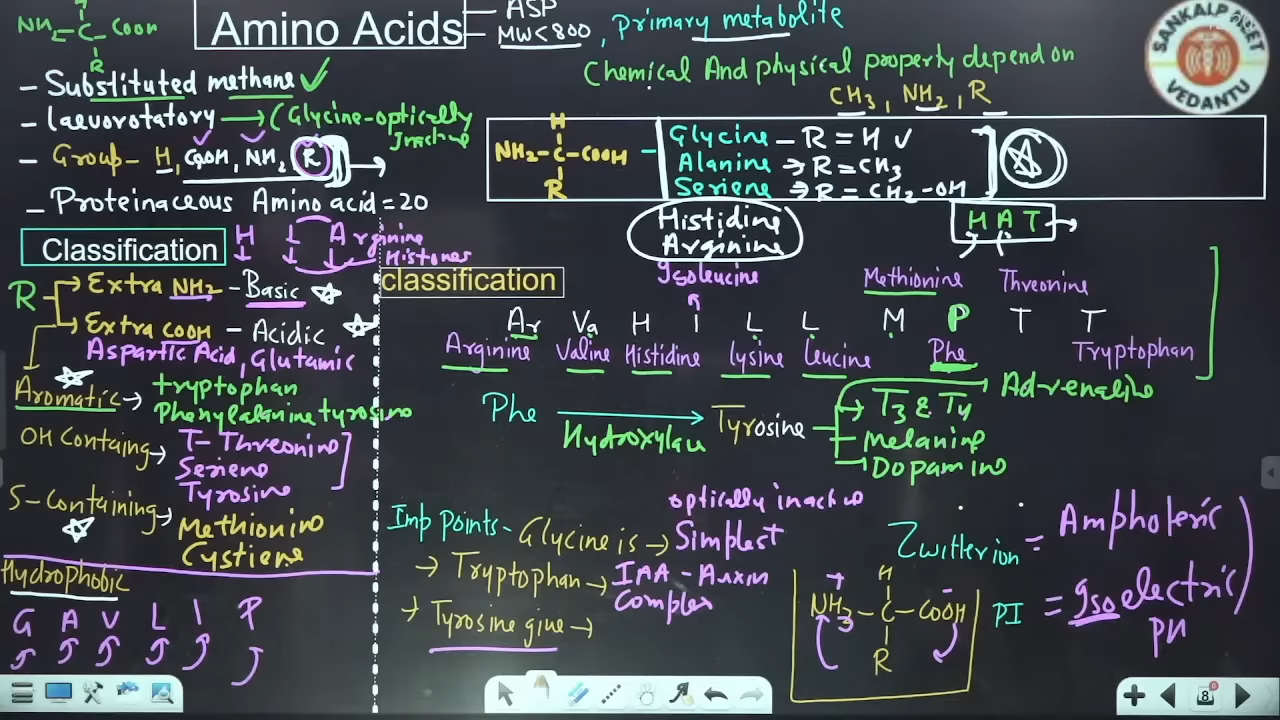 NH₂-C-COOH
R
Amino Acids
ASP
MW<800, Primary metabolite
Chemical And physical property depend on
CH₃, NH₂, R
SANKALP NEET
VEDANTU
- Substituted methane ✓
- Laevorotatory → (Glycine-optically
Inactive
- Group - H, COOH, NH₂, R →
- Proteinaceous Amino acid = 20
H
NH₂-C-COOH
R
Glycine - R = H ✓
Alanine → R = CH₃
Seriene → R = CH₂-OH
Histidine
Arginine
H A T →
Classification
H L Arginine
Histones
R
Extra NH₂ - Basic
Extra COOH - Acidic
Aspartic Acid, Glutamic
Aromatic → tryptophan
Phenylalanine tyrosine
OH Containg → T-Threonine
Seriene
Tyrosine
S-Containing → Methionine
Cystiene
Hydrophobic
G A V L I P
classification
Isoleucine
Methionine
Threonine
Ar Va H I L L M P T T
Arginine Valine Histidine Lysine Leucine Phe Tryptophan
Phe → Tyrosine
Hydroxylase
Adrenaline
T₃ & T₄
Melanine
Dopamine
optically inactive
Imp Points - Glycine is → Simplest
→ Tryptophan → IAA - Auxin
Complex
→ Tyrosine give →
Zwitterion = Amphoteric
PI = Isoelectric
PH
H
NH₃⁺-C-COOH⁻
R
8